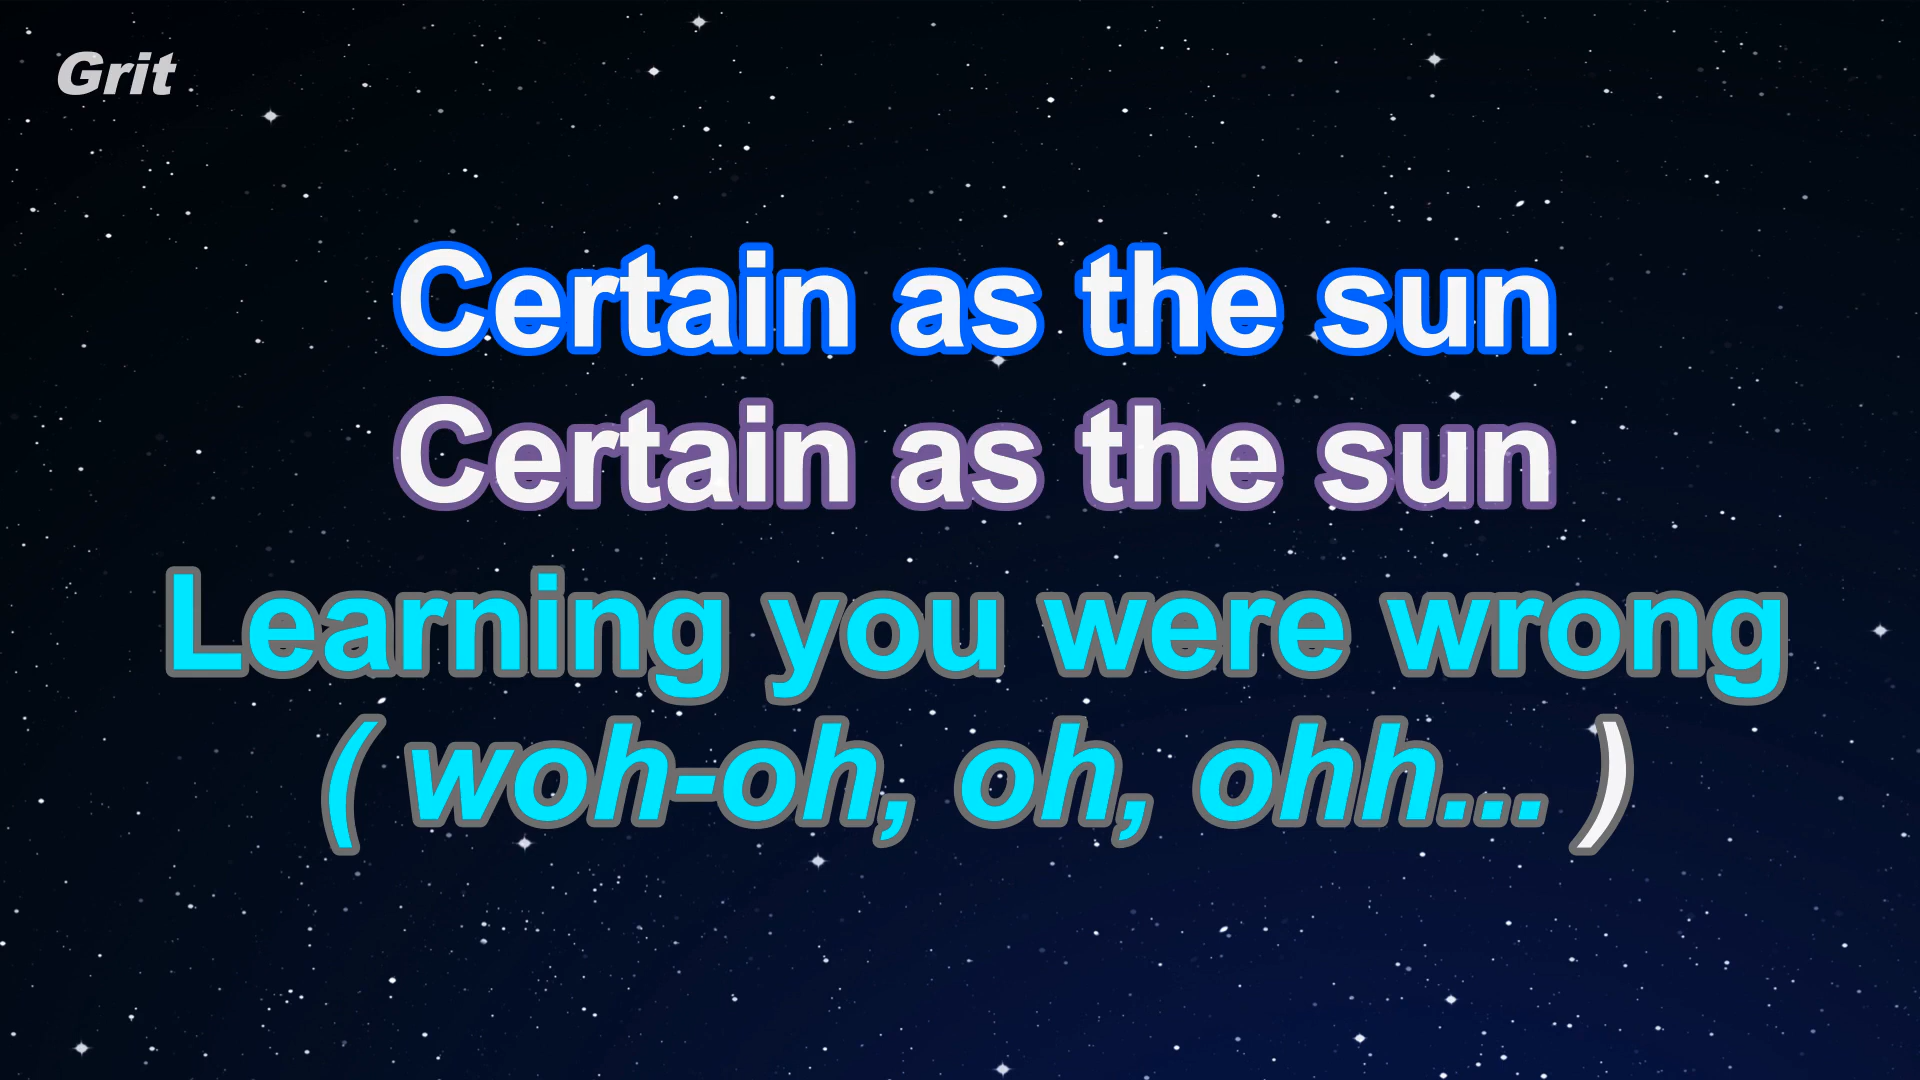 Grit
Certain as the sun
Certain as the sun
Learning you were wrong
( woh-oh, oh, ohh... )